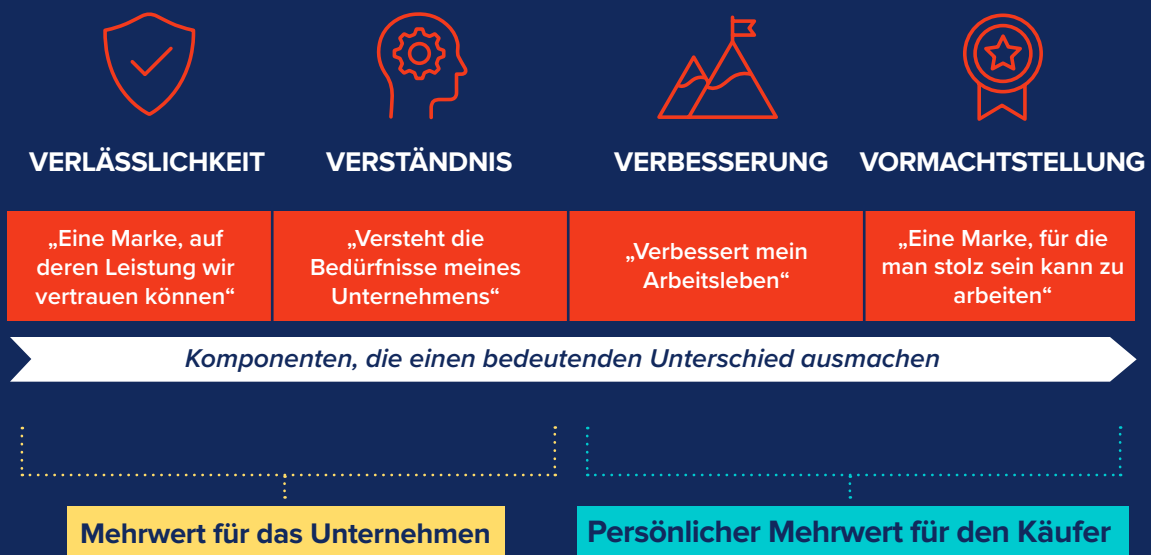 VERLÄSSLICHKEIT
VERSTÄNDNIS
VERBESSERUNG
VORMACHTSTELLUNG
„Eine Marke, auf
deren Leistung wir
vertrauen können“
„Versteht die
Bedürfnisse meines
Unternehmens“
„Verbessert mein
Arbeitsleben“
„Eine Marke, für die
man stolz sein kann zu
arbeiten“
Komponenten, die einen bedeutenden Unterschied ausmachen
Mehrwert für das Unternehmen
Persönlicher Mehrwert für den Käufer